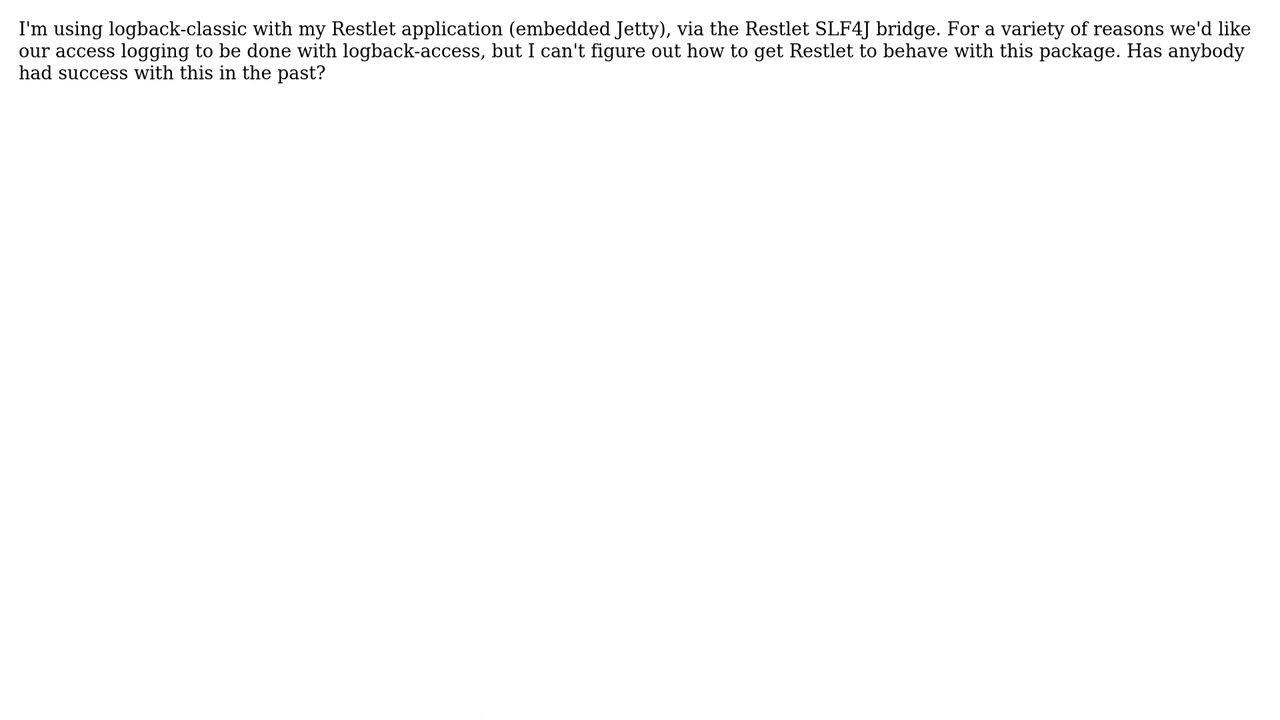 I'm using logback-classic with my Restlet application (embedded Jetty), via the Restlet SLF4J bridge. For a variety of reasons we'd like
our access logging to be done with logback-access, but I can't figure out how to get Restlet to behave with this package. Has anybody
had success with this in the past?